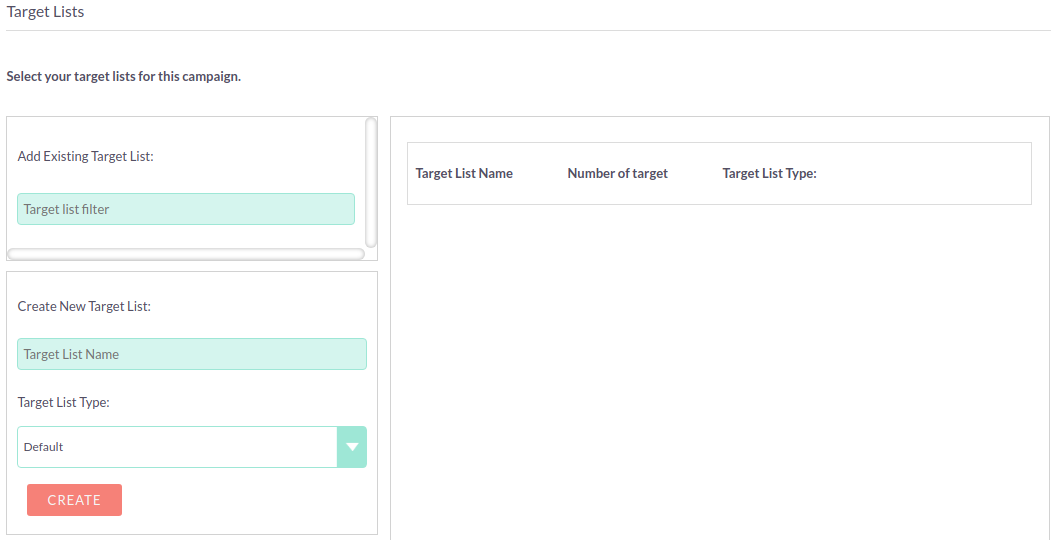 Target Lists
Select your target lists for this campaign.
Add Existing Target List:
Target list filter
Create New Target List:
Target List Name
Target List Type:
Default
CREATE
Target List Name Number of target Target List Type: